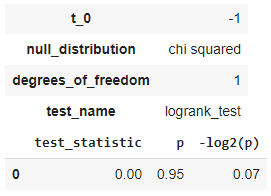 t_0 -1
null_distribution chi squared
degrees_of_freedom 1
test_name logrank_test
test_statistic p -log2(p)
0 0.00 0.95 0.07